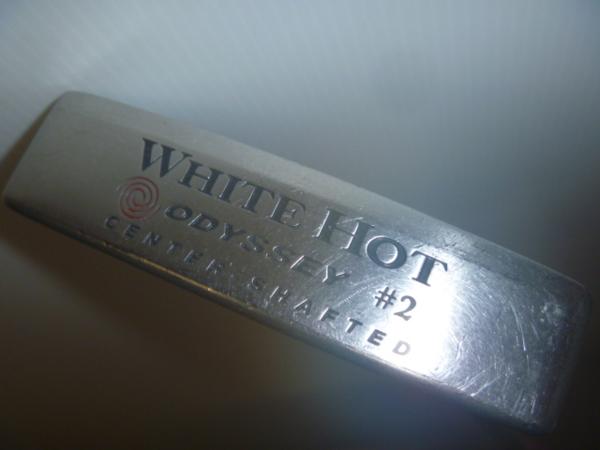 WHITE HOT
ODYSSEY #2
CENTER SHAFTED